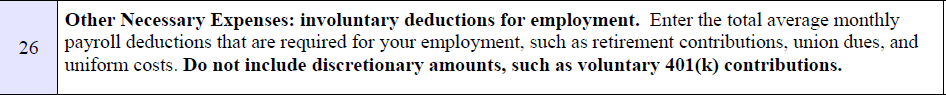 26
Other Necessary Expenses: involuntary deductions for employment. Enter the total average monthly
payroll deductions that are required for your employment, such as retirement contributions, union dues, and
uniform costs. Do not include discretionary amounts, such as voluntary 401(k) contributions.